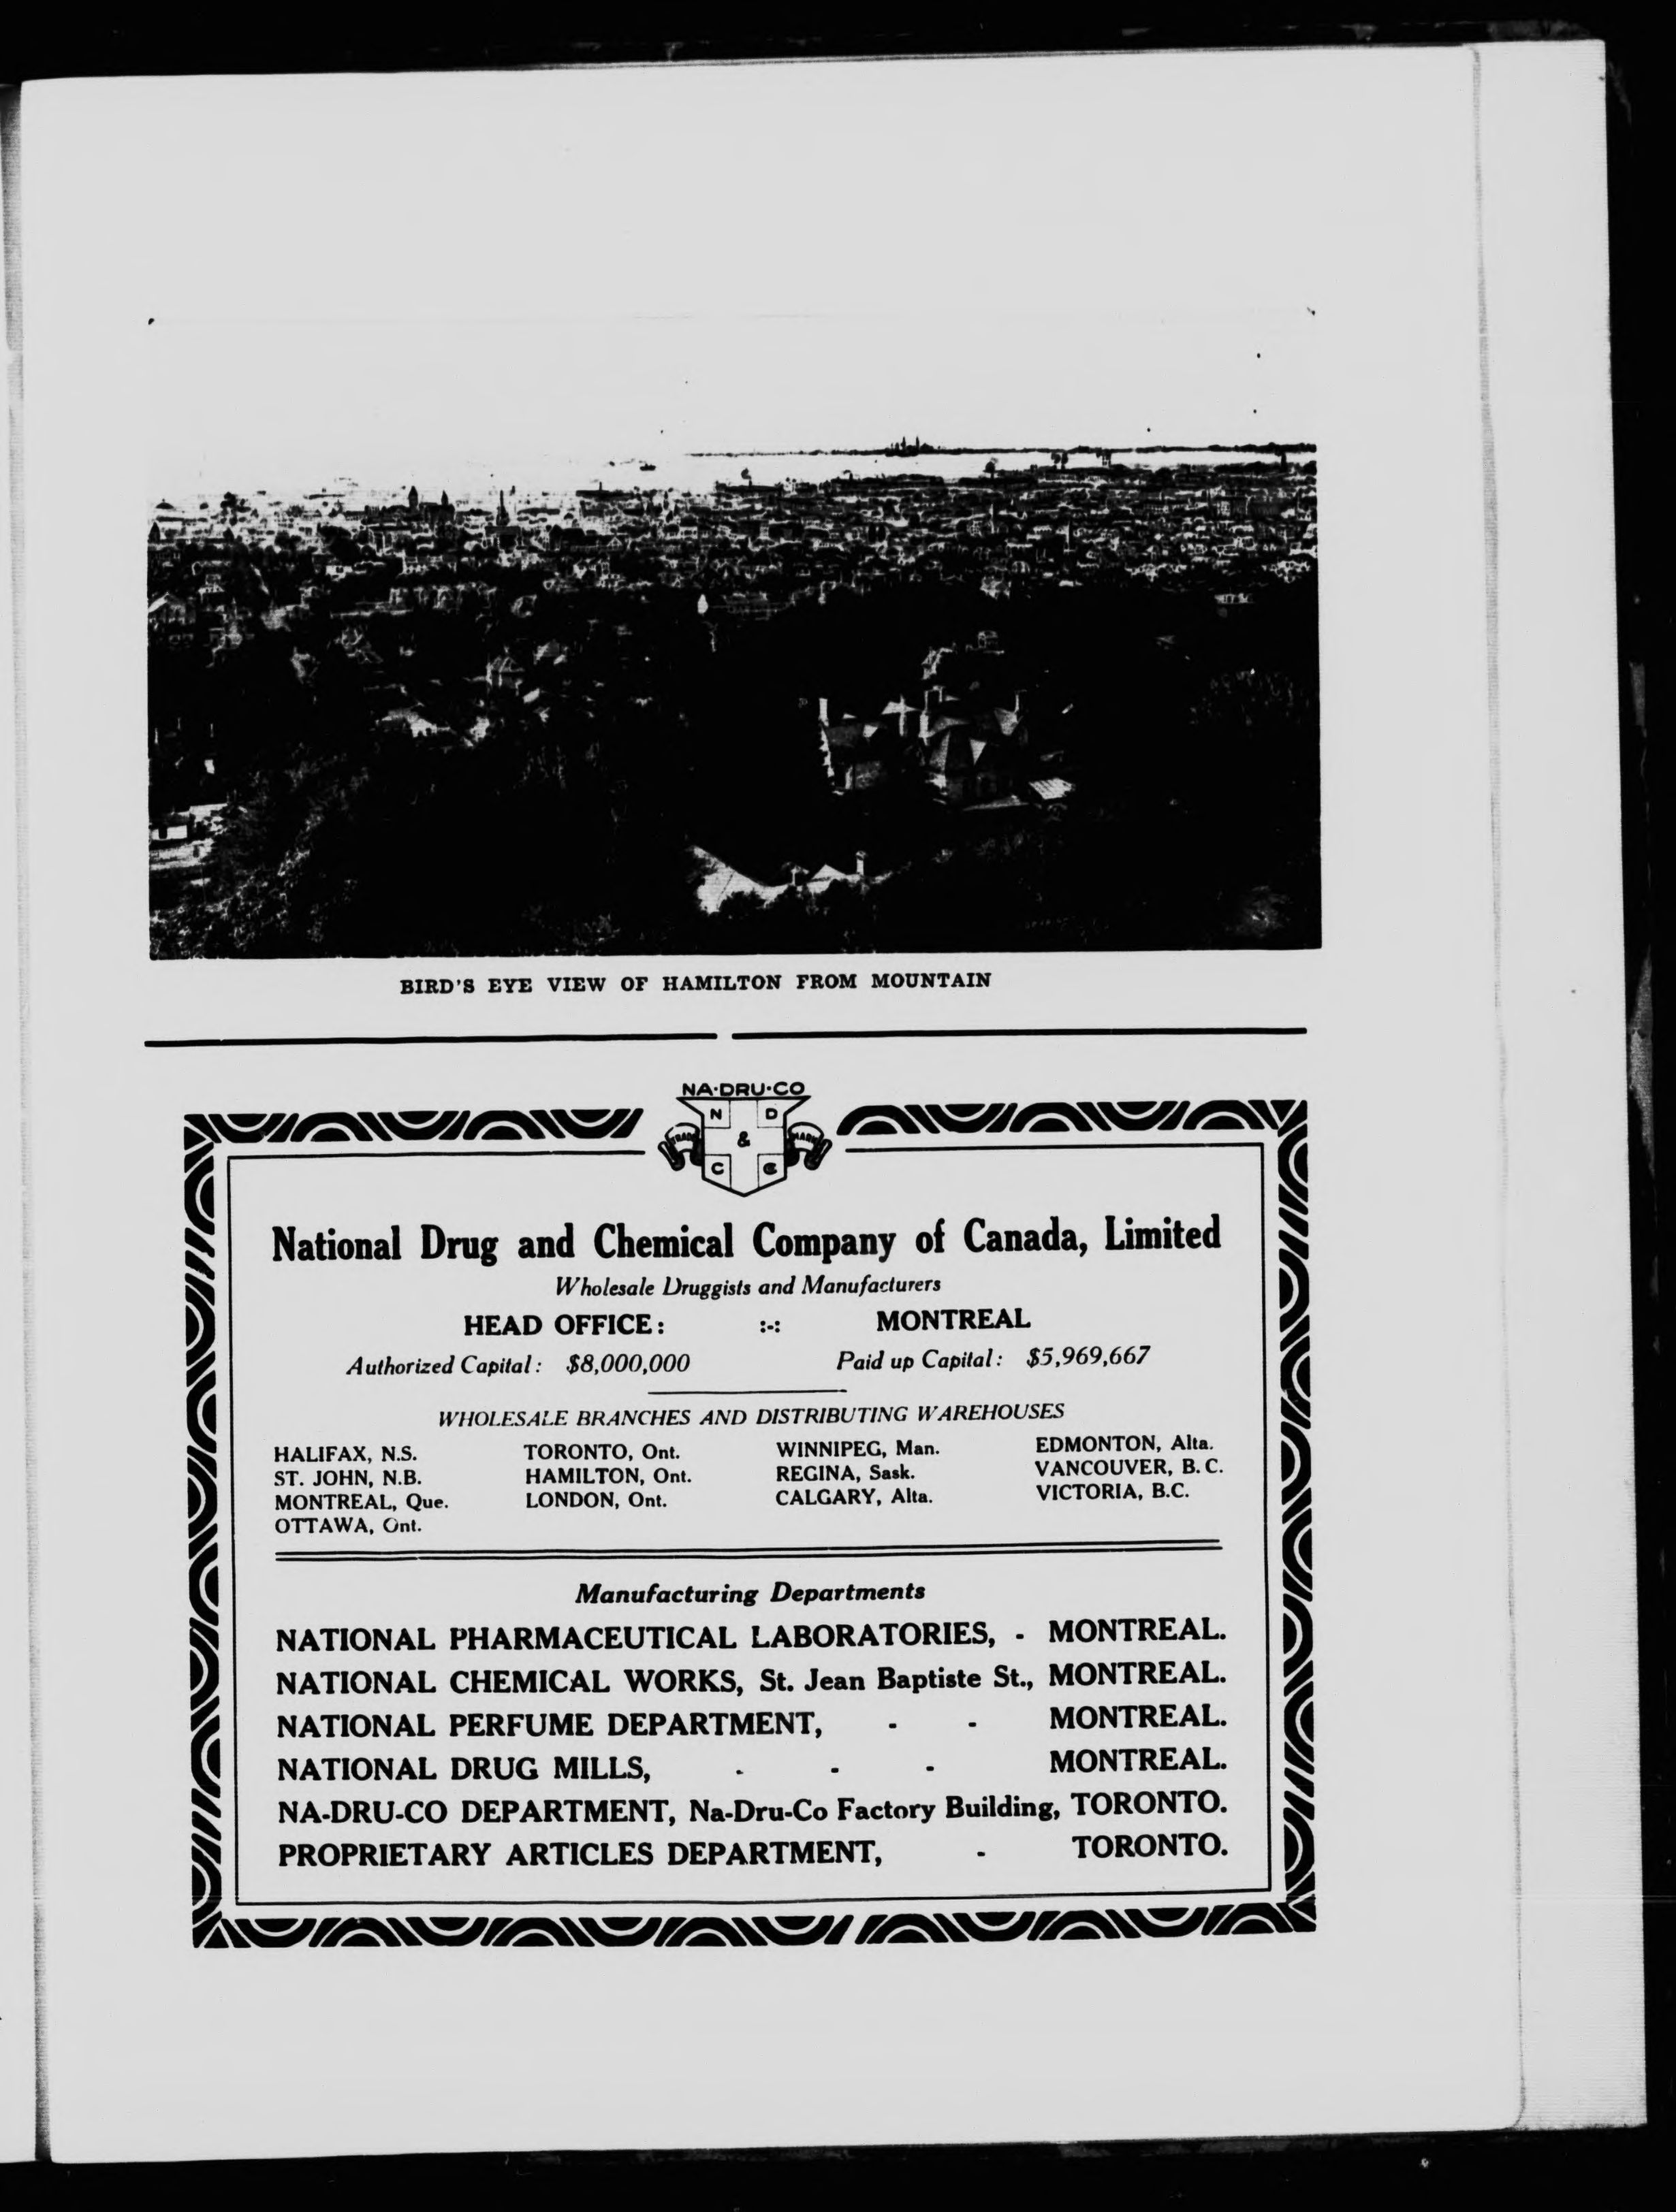 BIRD'S EYE VIEW OF HAMILTON FROM MOUNTAIN
NA·DRU·CO
N D
&
TRADE MARK
C C
National Drug and Chemical Company of Canada, Limited
Wholesale Druggists and Manufacturers
HEAD OFFICE: :-: MONTREAL
Authorized Capital: $8,000,000 Paid up Capital: $5,969,667
WHOLESALE BRANCHES AND DISTRIBUTING WAREHOUSES
HALIFAX, N.S. TORONTO, Ont. WINNIPEG, Man. EDMONTON, Alta.
ST. JOHN, N.B. HAMILTON, Ont. REGINA, Sask. VANCOUVER, B.C.
MONTREAL, Que. LONDON, Ont. CALGARY, Alta. VICTORIA, B.C.
OTTAWA, Ont.
Manufacturing Departments
NATIONAL PHARMACEUTICAL LABORATORIES, - MONTREAL.
NATIONAL CHEMICAL WORKS, St. Jean Baptiste St., MONTREAL.
NATIONAL PERFUME DEPARTMENT, - - MONTREAL.
NATIONAL DRUG MILLS, - - - MONTREAL.
NA-DRU-CO DEPARTMENT, Na-Dru-Co Factory Building, TORONTO.
PROPRIETARY ARTICLES DEPARTMENT, - TORONTO.